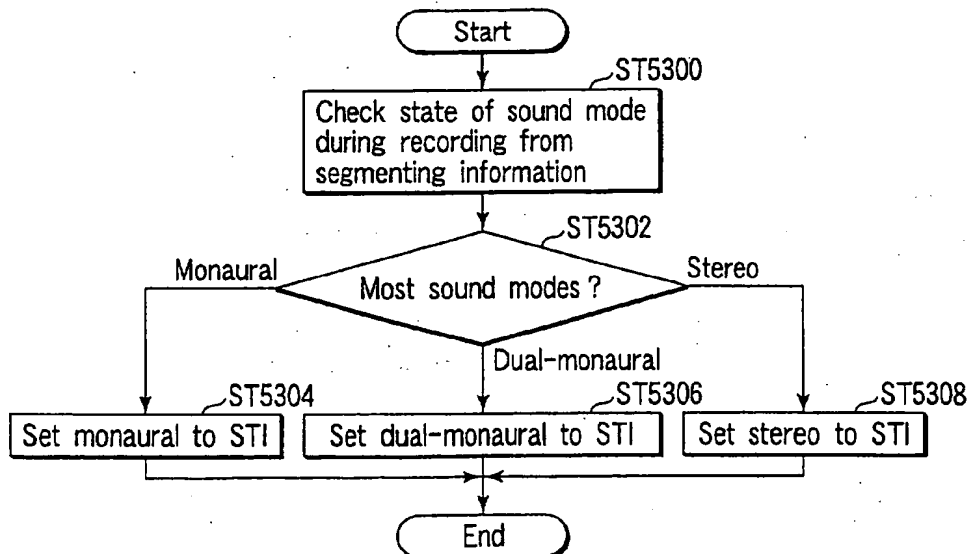 Start
ST5300
Check state of sound mode
during recording from
segmenting information
ST5302
Monaural
Most sound modes ?
Stereo
Dual-monaural
ST5304
ST5306
ST5308
Set monaural to STI
Set dual-monaural to STI
Set stereo to STI
End